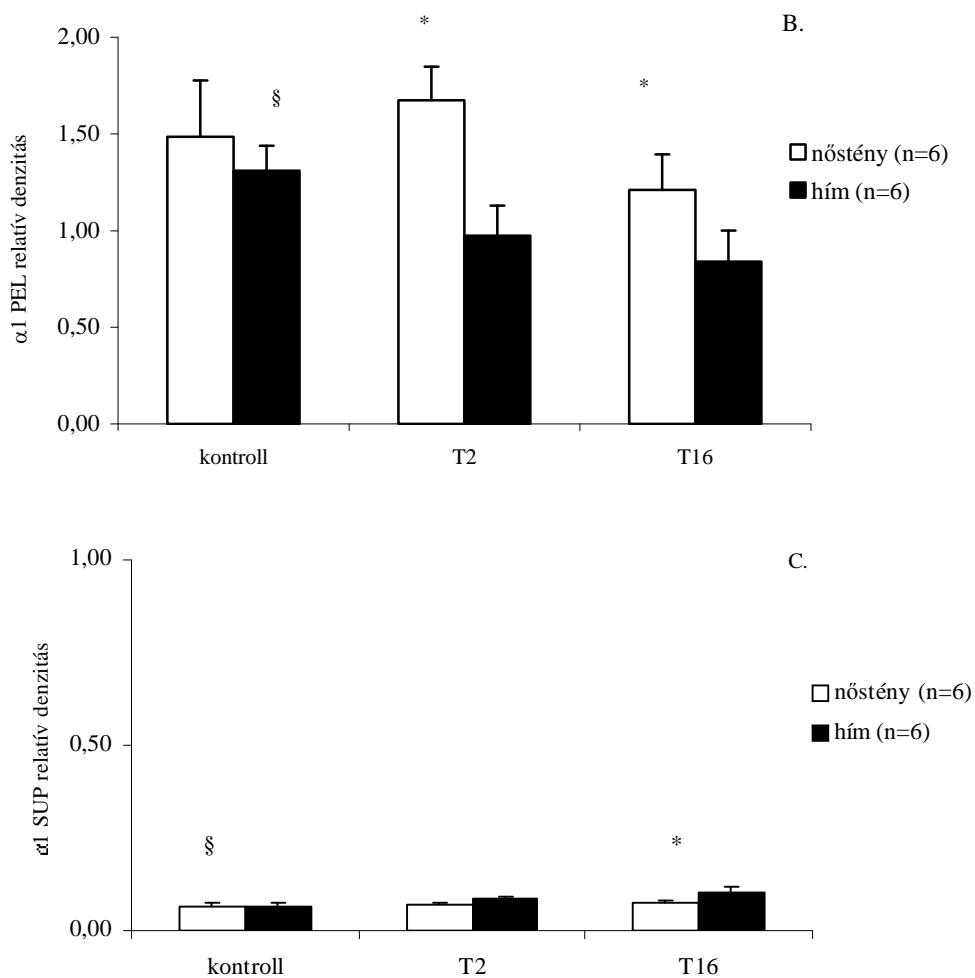 B.
*
2,00
§
*
1,50
nőstény (n=6)
hím (n=6)
1,00
0,50
0,00
α1 PEL relatív denzitás
kontroll T2 T16
C.
1,00
nőstény (n=6)
hím (n=6)
0,50
§
*
0,00
α1 SUP relatív denzitás
kontroll T2 T16